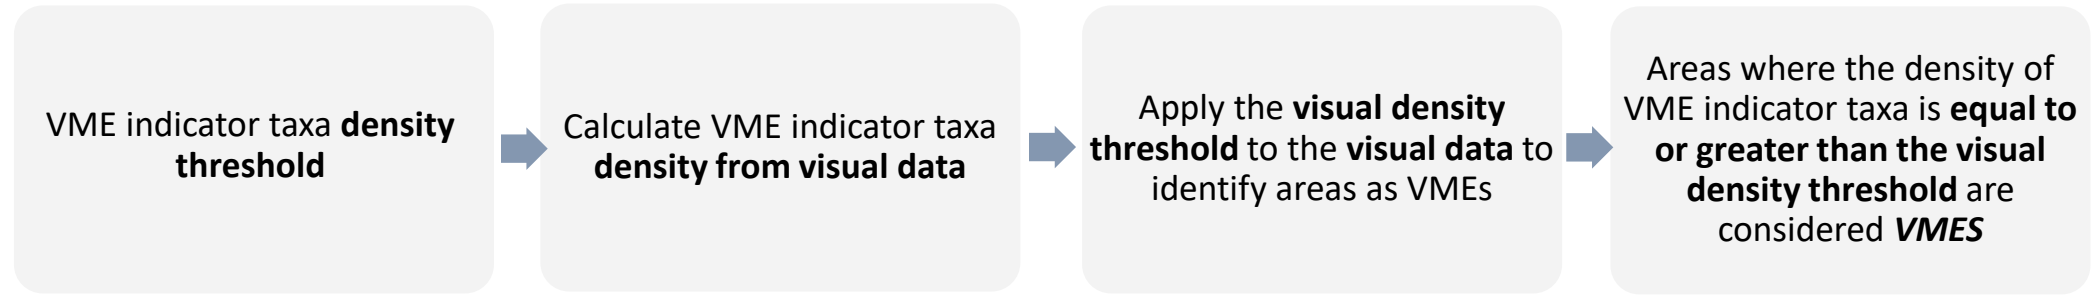 VME indicator taxa density
threshold
Calculate VME indicator taxa
density from visual data
Apply the visual density
threshold to the visual data to
identify areas as VMEs
Areas where the density of
VME indicator taxa is equal to
or greater than the visual
density threshold are
considered VMES